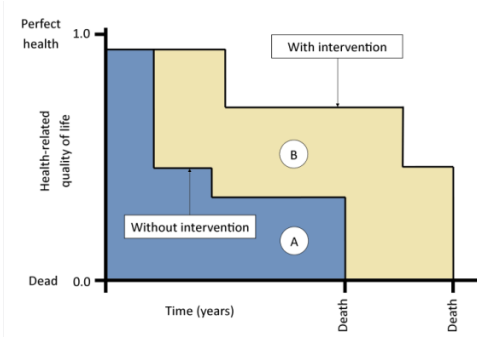 Perfect
health
1.0
With intervention
Health-related
quality of life
B
Without intervention
A
Dead
0.0
Time (years)
Death
Death